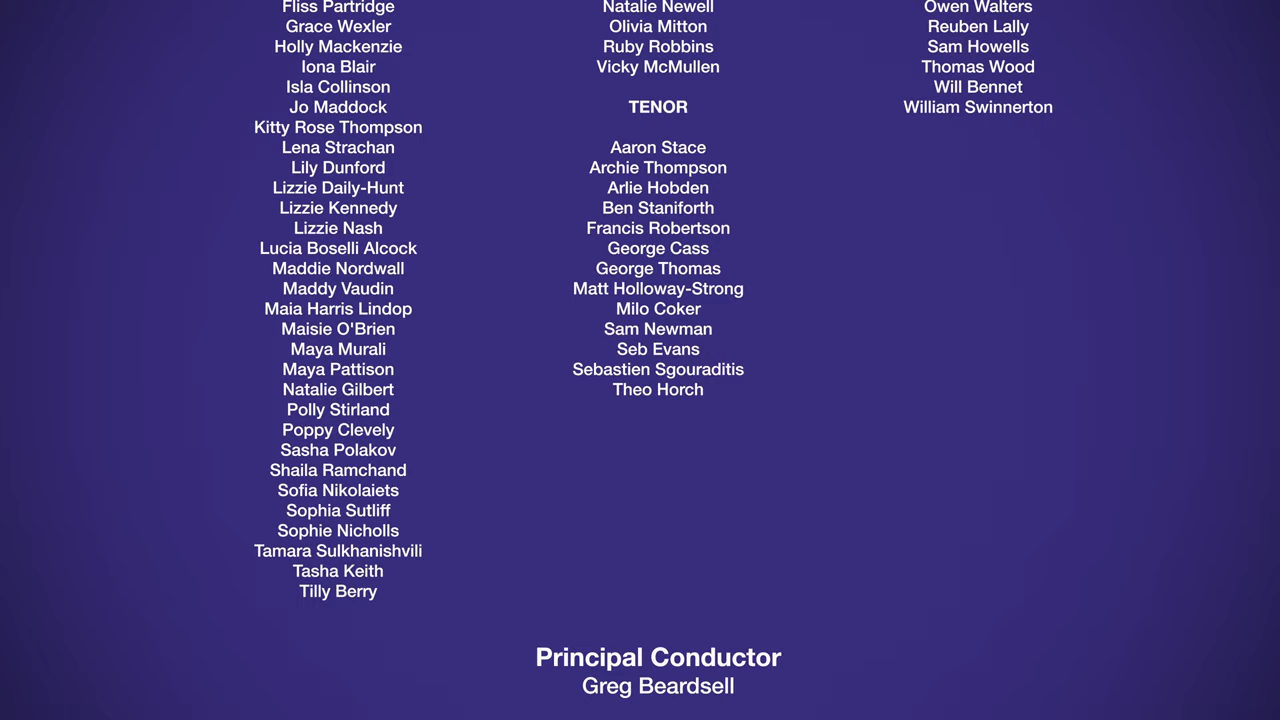 Fliss Partridge
Grace Wexler
Holly Mackenzie
Iona Blair
Isla Collinson
Jo Maddock
Kitty Rose Thompson
Lena Strachan
Lily Dunford
Lizzie Daily-Hunt
Lizzie Kennedy
Lizzie Nash
Lucia Boselli Alcock
Maddie Nordwall
Maddy Vaudin
Maia Harris Lindop
Maisie O'Brien
Maya Murali
Maya Pattison
Natalie Gilbert
Polly Stirland
Poppy Clevely
Sasha Polakov
Shaila Ramchand
Sofia Nikolaiets
Sophia Sutliff
Sophie Nicholls
Tamara Sulkhanishvili
Tasha Keith
Tilly Berry
Natalie Newell
Olivia Mitton
Ruby Robbins
Vicky McMullen
TENOR
Aaron Stace
Archie Thompson
Arlie Hobden
Ben Staniforth
Francis Robertson
George Cass
George Thomas
Matt Holloway-Strong
Milo Coker
Sam Newman
Seb Evans
Sebastien Sgouraditis
Theo Horch
Owen Walters
Reuben Lally
Sam Howells
Thomas Wood
Will Bennet
William Swinnerton
Principal Conductor
Greg Beardsell